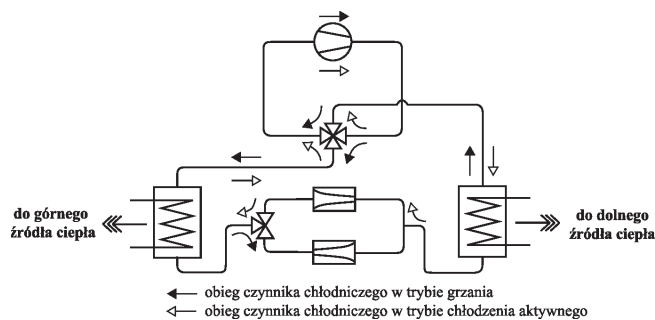 do górnego
źródła ciepła
do dolnego
źródła ciepła
obieg czynnika chłodniczego w trybie grzania
obieg czynnika chłodniczego w trybie chłodzenia aktywnego